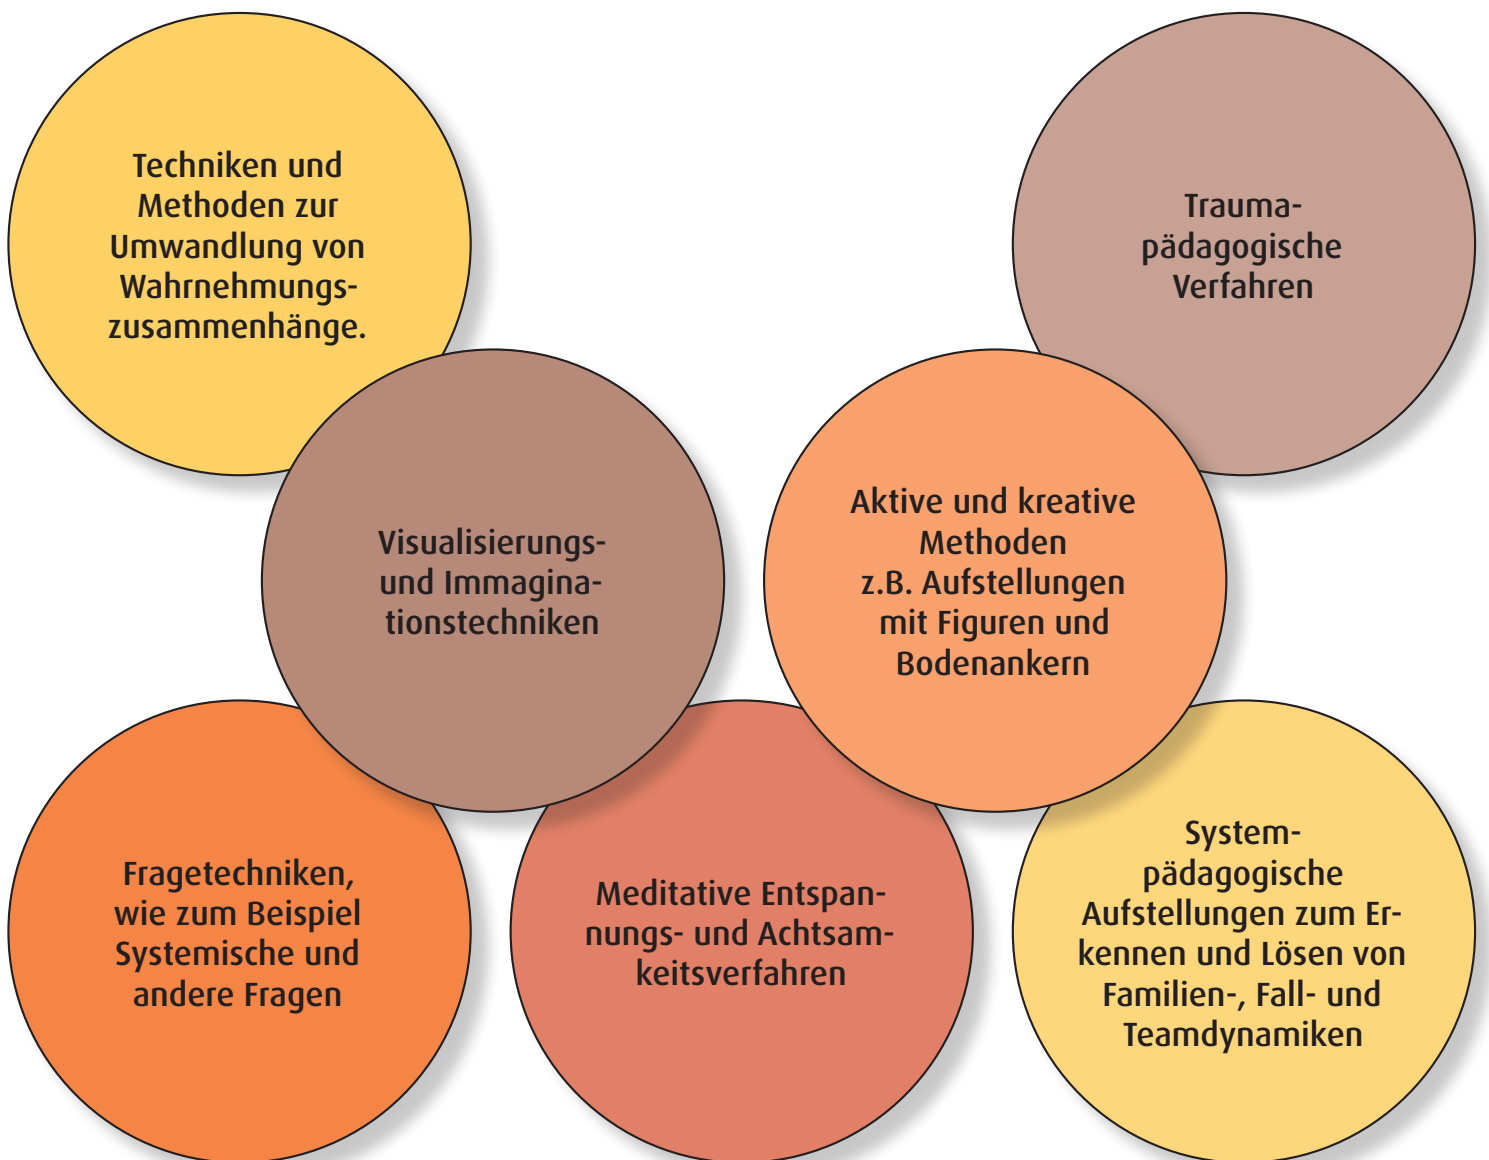 Techniken und
Methoden zur
Umwandlung von
Wahrnehmungs-
zusammenhänge.
Trauma-
pädagogische
Verfahren
Visualisierungs-
und Immagina-
tionstechniken
Aktive und kreative
Methoden
z.B. Aufstellungen
mit Figuren und
Bodenankern
Fragetechniken,
wie zum Beispiel
Systemische und
andere Fragen
Meditative Entspan-
nungs- und Achtsam-
keitsverfahren
System-
pädagogische
Aufstellungen zum Er-
kennen und Lösen von
Familien-, Fall- und
Teamdynamiken